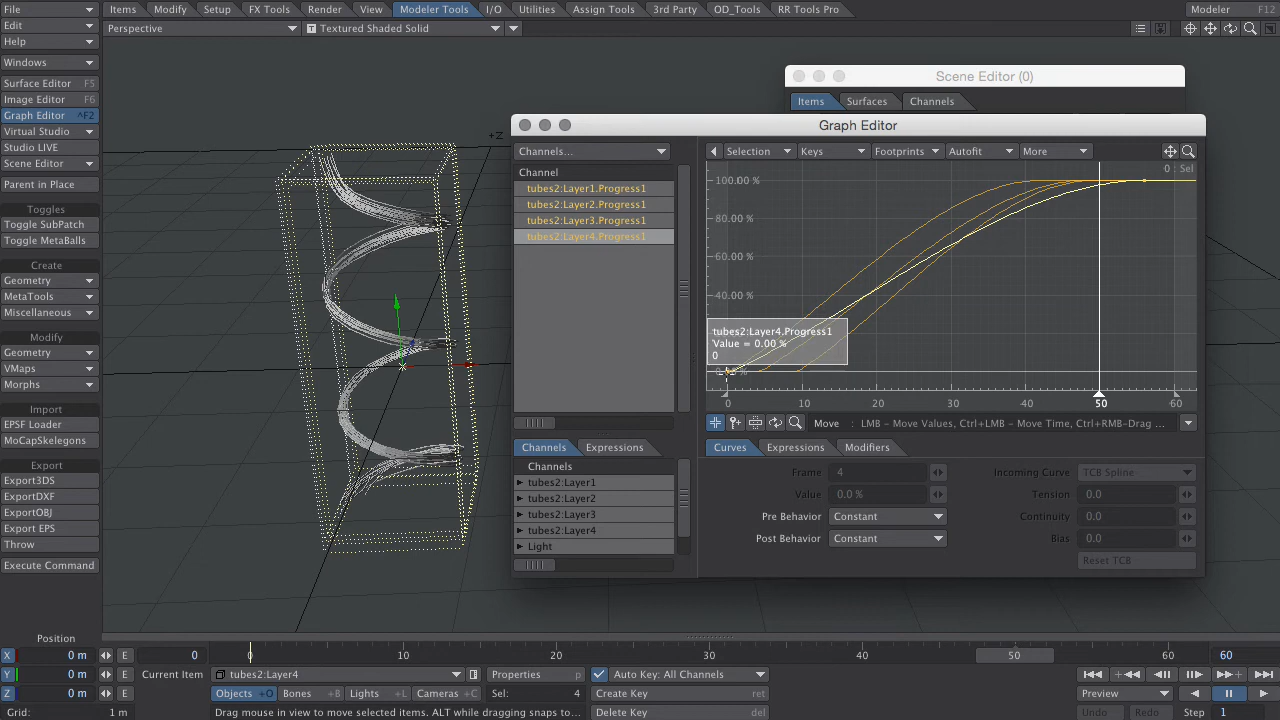 File
Items
Modify
Setup
FX Tools
Render
View
Modeler Tools
I/O
Utilities
Assign Tools
3rd Party
OD_Tools
RR Tools Pro
Modeler F12
Edit
Help
Perspective
Textured Shaded Solid
Windows
Surface Editor F5
Image Editor F6
Graph Editor ^F2
Virtual Studio
Studio LIVE
Scene Editor
Parent in Place
Toggles
Toggle SubPatch
Toggle MetaBalls
Create
Geometry
MetaTools
Miscellaneous
Modify
Geometry
VMaps
Morphs
Import
EPSF Loader
MoCapSkelegons
Export
Export3DS
ExportDXF
ExportOBJ
Export EPS
Throw
Execute Command
+Z
Scene Editor (0)
Items
Surfaces
Channels
Graph Editor
Channels...
Channel
tubes2:Layer1.Progress1
tubes2:Layer2.Progress1
tubes2:Layer3.Progress1
tubes2:Layer4.Progress1
Selection
Keys
Footprints
Autofit
More
0 : Sel
100.00 %
80.00 %
60.00 %
40.00 %
tubes2:Layer4.Progress1
Value = 0.00 %
0
0 10 20 30 40 50 60
Move : LMB - Move Values, Ctrl+LMB - Move Time, Ctrl+RMB-Drag ...
Channels
Expressions
Channels
tubes2:Layer1
tubes2:Layer2
tubes2:Layer3
tubes2:Layer4
Light
Curves
Expressions
Modifiers
Frame 4
Value 0.0 %
Pre Behavior Constant
Post Behavior Constant
Incoming Curve TCB Spline
Tension 0.0
Continuity 0.0
Bias 0.0
Reset TCB
Position
X 0 m E
Y 0 m E
Z 0 m E
Grid: 1 m
0
0 10 20 30 40 50 60
60
Current Item tubes2:Layer4
Properties p
Auto Key: All Channels
Objects +O
Bones +B
Lights +L
Cameras +C
Sel: 4
Create Key ret
Drag mouse in view to move selected items. ALT while dragging snaps to...
Delete Key del
Preview
Undo
Redo
Step 1